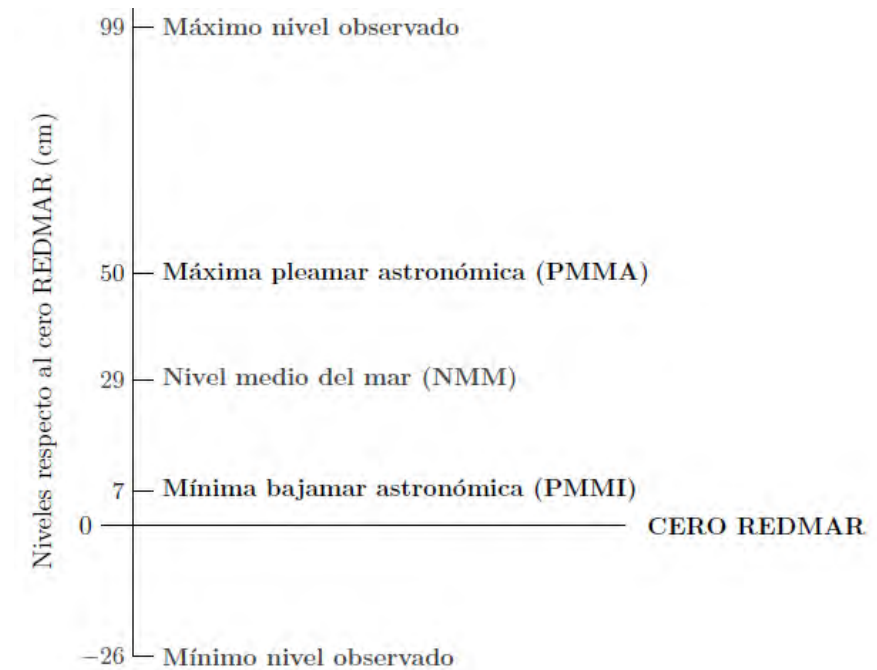 Niveles respecto al cero REDMAR (cm)
99 Máximo nivel observado
50 Máxima pleamar astronómica (PMMA)
29 Nivel medio del mar (NMM)
7 Mínima bajamar astronómica (PMMI)
0 CERO REDMAR
−26 Mínimo nivel observado